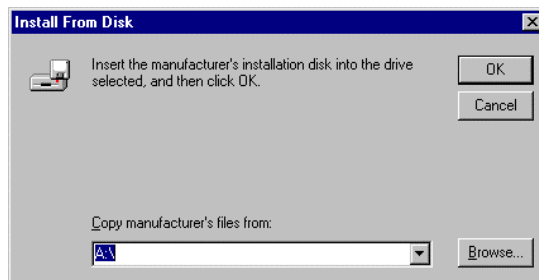 Install From Disk
Insert the manufacturer's installation disk into the drive
selected, and then click OK.
OK
Cancel
Copy manufacturer's files from:
A:\
Browse...